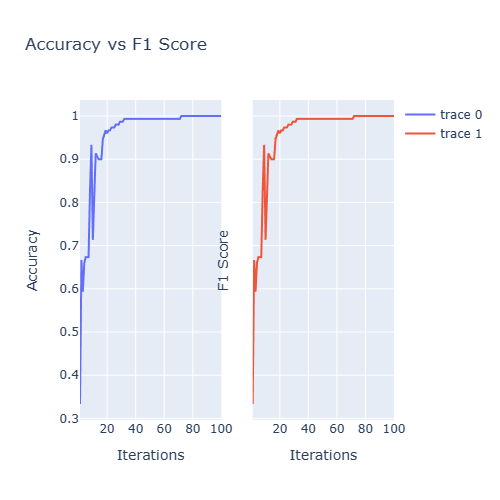 Accuracy vs F1 Score
trace 0
trace 1
Accuracy
1
0.9
0.8
0.7
0.6
0.5
0.4
0.3
20 40 60 80 100
Iterations
F1 Score
20 40 60 80 100
Iterations